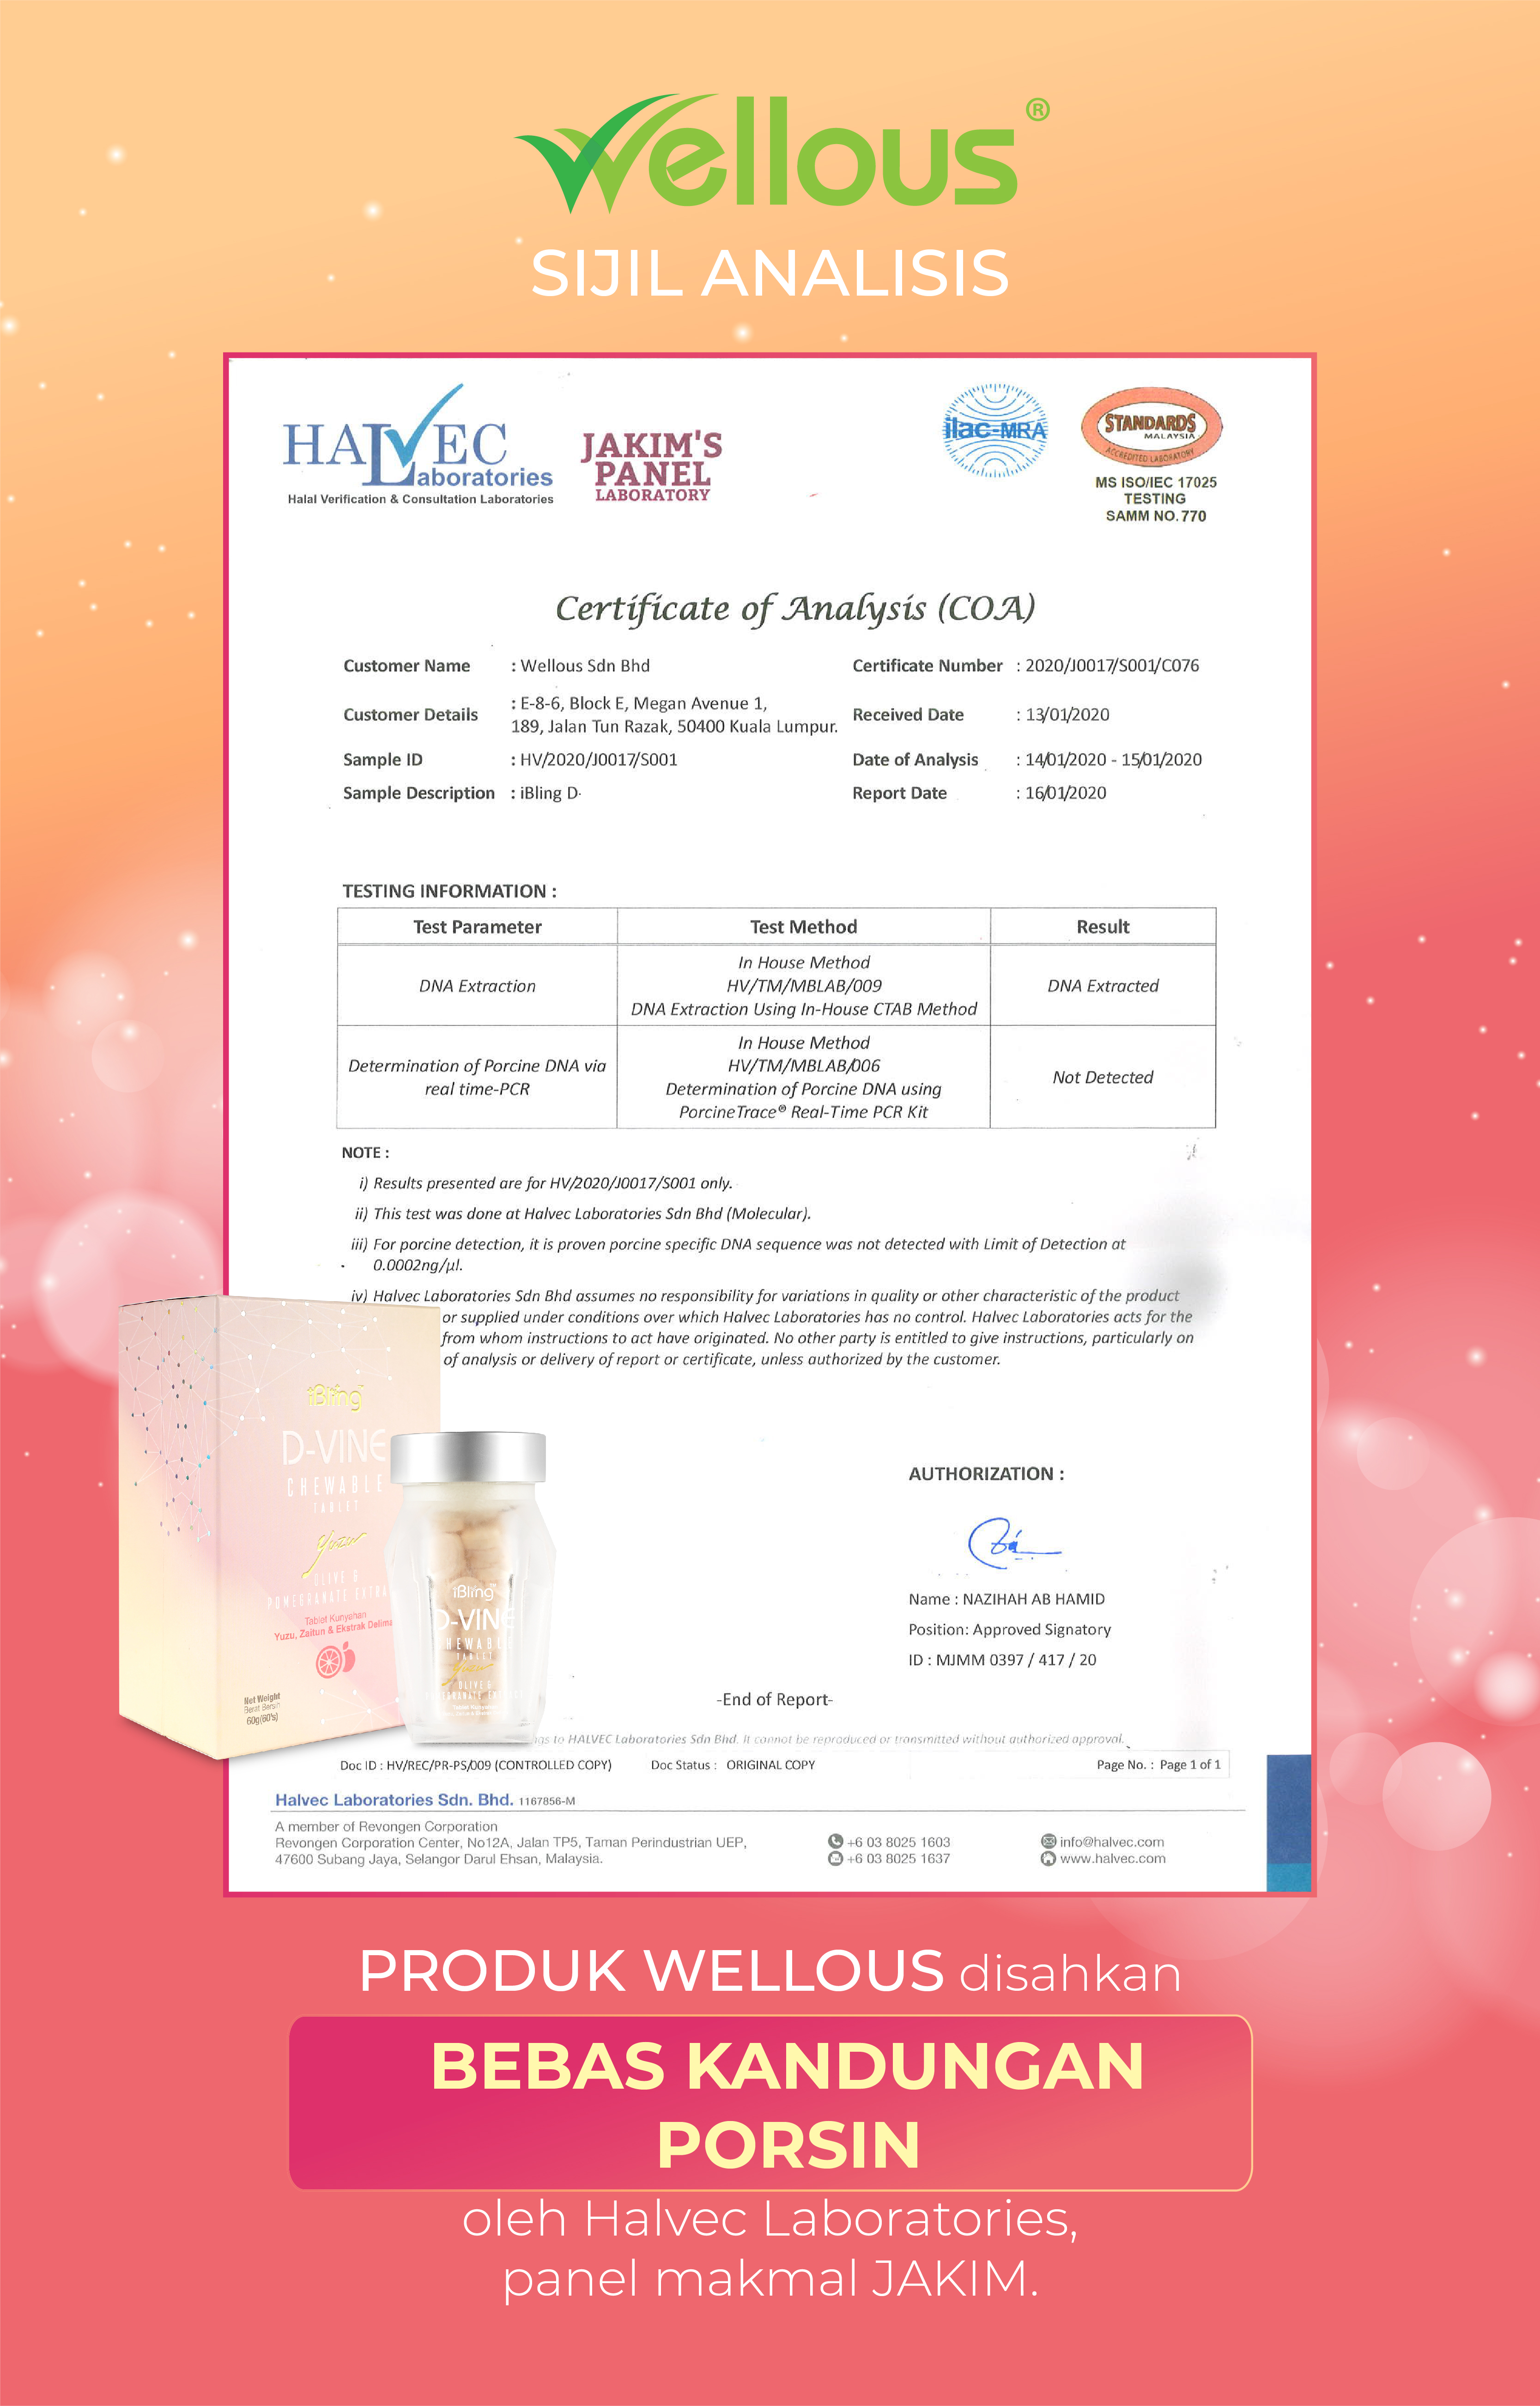 Wellous®
SIJIL ANALISIS
HALVEC
Laboratories
Halal Verification & Consultation Laboratories
JAKIM'S
PANEL
LABORATORY
ilac-MRA
STANDARDS
MALAYSIA
ACCREDITED LABORATORY
MS ISO/IEC 17025
TESTING
SAMM NO. 770
Certificate of Analysis (COA)
Customer Name : Wellous Sdn Bhd
Certificate Number : 2020/J0017/S001/C076
Customer Details : E-8-6, Block E, Megan Avenue 1,
189, Jalan Tun Razak, 50400 Kuala Lumpur.
Received Date : 13/01/2020
Sample ID : HV/2020/J0017/S001
Date of Analysis : 14/01/2020 - 15/01/2020
Sample Description : iBling D
Report Date : 16/01/2020
TESTING INFORMATION :
Test Parameter Test Method Result
DNA Extraction
In House Method
HV/TM/MBLAB/009
DNA Extraction Using In-House CTAB Method
DNA Extracted
Determination of Porcine DNA via
real time-PCR
In House Method
HV/TM/MBLAB/006
Determination of Porcine DNA using
PorcineTrace® Real-Time PCR Kit
Not Detected
NOTE :
i) Results presented are for HV/2020/J0017/S001 only.
ii) This test was done at Halvec Laboratories Sdn Bhd (Molecular).
iii) For porcine detection, it is proven porcine specific DNA sequence was not detected with Limit of Detection at
0.0002ng/µl.
iv) Halvec Laboratories Sdn Bhd assumes no responsibility for variations in quality or other characteristic of the product
or supplied under conditions over which Halvec Laboratories has no control. Halvec Laboratories acts for the
from whom instructions to act have originated. No other party is entitled to give instructions, particularly on
of analysis or delivery of report or certificate, unless authorized by the customer.
iBling™
D-VINE
CHEWABLE
TABLET
yuzu
OLIVE &
POMEGRANATE EXTRA
Tablet Kunyahan
Yuzu, Zaitun & Ekstrak Delima
Net Weight
Berat Bersih
60g(60's)
iBling™
D-VINE
CHEWABLE
TABLET
yuzu
OLIVE &
AUTHORIZATION :
Name : NAZIHAH AB HAMID
Position: Approved Signatory
ID : MJMM 0397 / 417 / 20
-End of Report-
to HALVEC Laboratories Sdn Bhd. It cannot be reproduced or transmitted without authorized approval.
Doc ID : HV/REC/PR-PS/009 (CONTROLLED COPY) Doc Status : ORIGINAL COPY Page No. : Page 1 of 1
Halvec Laboratories Sdn. Bhd. 1167856-M
A member of Revongen Corporation
Revongen Corporation Center, No12A, Jalan TP5, Taman Perindustrian UEP,
47600 Subang Jaya, Selangor Darul Ehsan, Malaysia.
+6 03 8025 1603
+6 03 8025 1637
info@halvec.com
www.halvec.com
PRODUK WELLOUS disahkan
BEBAS KANDUNGAN
PORSIN
oleh Halvec Laboratories,
panel makmal JAKIM.